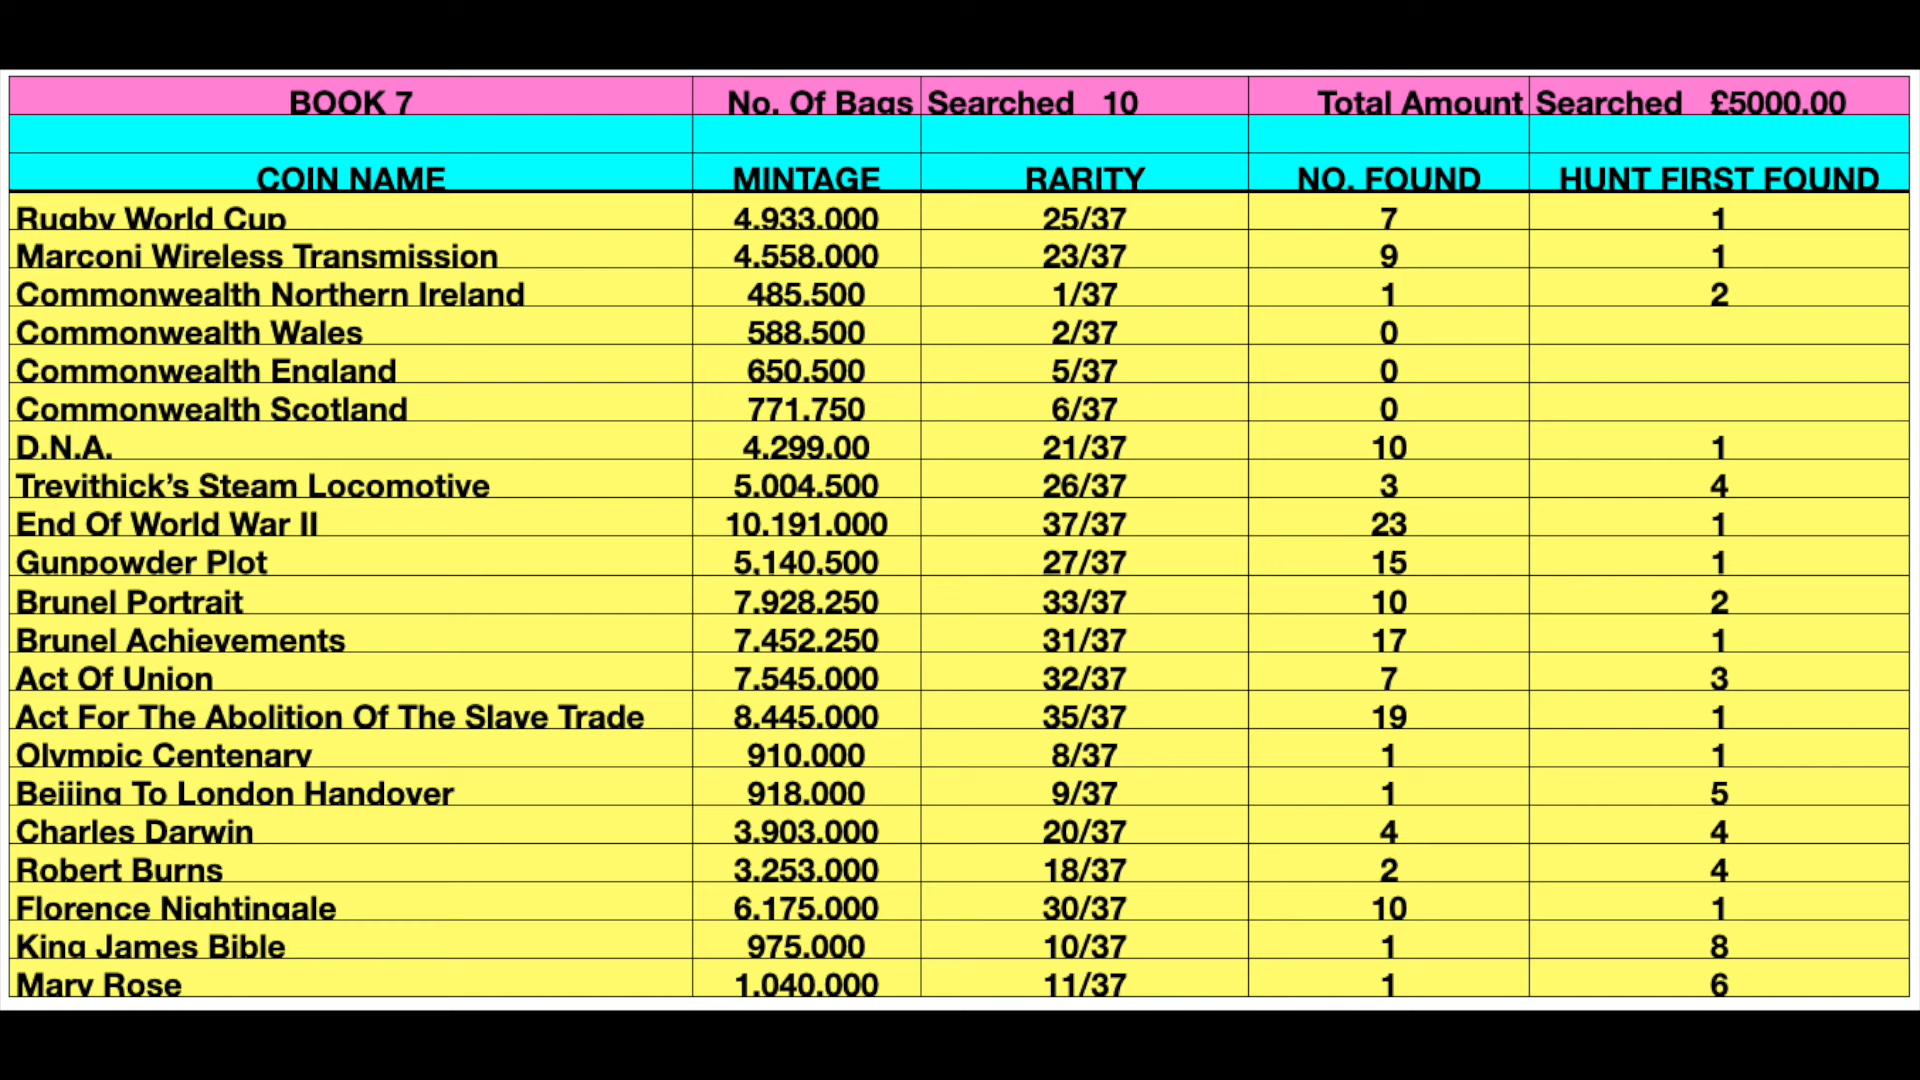 BOOK 7 No. Of Bags Searched 10 Total Amount Searched £5000.00
COIN NAME MINTAGE RARITY NO. FOUND HUNT FIRST FOUND
Rugby World Cup 4.933.000 25/37 7 1
Marconi Wireless Transmission 4.558.000 23/37 9 1
Commonwealth Northern Ireland 485.500 1/37 1 2
Commonwealth Wales 588.500 2/37 0
Commonwealth England 650.500 5/37 0
Commonwealth Scotland 771.750 6/37 0
D.N.A. 4.299.00 21/37 10 1
Trevithick’s Steam Locomotive 5.004.500 26/37 3 4
End Of World War II 10.191.000 37/37 23 1
Gunpowder Plot 5.140.500 27/37 15 1
Brunel Portrait 7.928.250 33/37 10 2
Brunel Achievements 7.452.250 31/37 17 1
Act Of Union 7.545.000 32/37 7 3
Act For The Abolition Of The Slave Trade 8.445.000 35/37 19 1
Olympic Centenary 910.000 8/37 1 1
Beijing To London Handover 918.000 9/37 1 5
Charles Darwin 3.903.000 20/37 4 4
Robert Burns 3.253.000 18/37 2 4
Florence Nightingale 6.175.000 30/37 10 1
King James Bible 975.000 10/37 1 8
Mary Rose 1.040.000 11/37 1 6